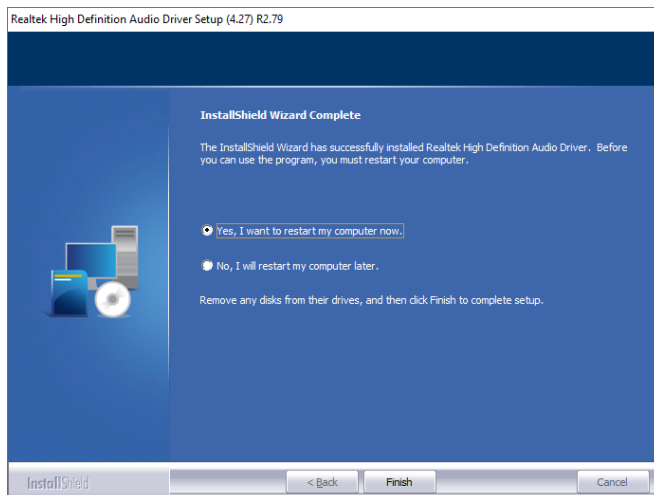 Realtek High Definition Audio Driver Setup (4.27) R2.79
InstallShield Wizard Complete
The InstallShield Wizard has successfully installed Realtek High Definition Audio Driver. Before
you can use the program, you must restart your computer.
Yes, I want to restart my computer now.
No, I will restart my computer later.
Remove any disks from their drives, and then click Finish to complete setup.
InstallShield
< Back
Finish
Cancel